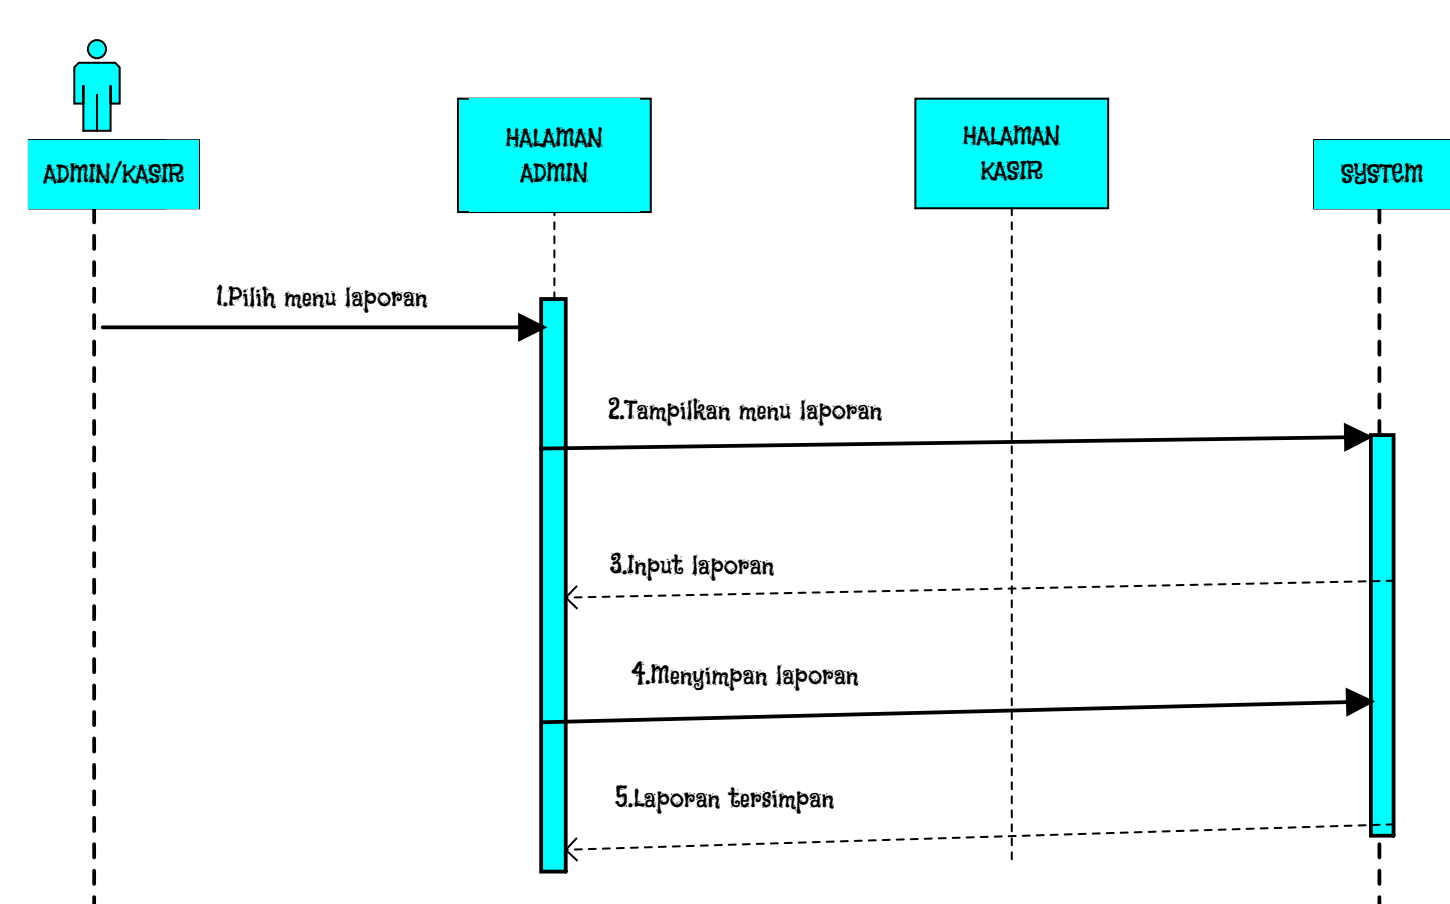 ADMIN/KASIR
HALAMAN
ADMIN
HALAMAN
KASIR
SYSTEM
1.Pilih menu laporan
2.Tampilkan menu laporan
3.Input laporan
4.Menyimpan laporan
5.Laporan tersimpan